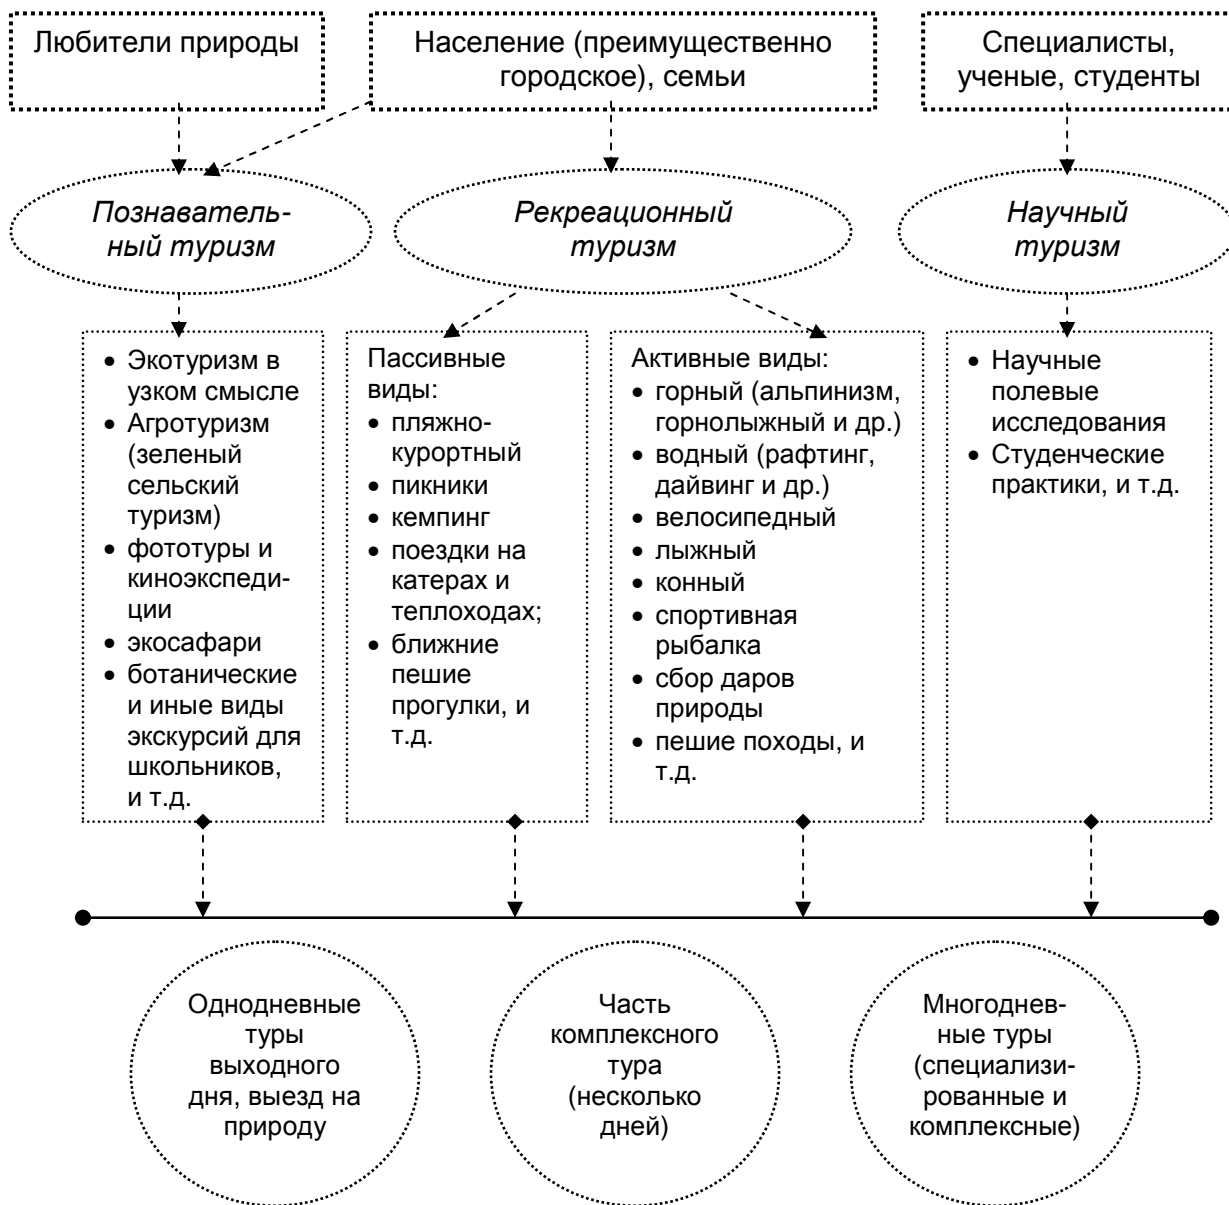 Любители природы
Население (преимущественно
городское), семьи
Специалисты,
ученые, студенты
Познаватель-
ный туризм
Рекреационный
туризм
Научный
туризм
• Экотуризм в
узком смысле
• Агротуризм
(зеленый
сельский
туризм)
• фототуры и
киноэкспеди-
ции
• экосафари
• ботанические
и иные виды
экскурсий для
школьников,
и т.д.
Пассивные
виды:
• пляжно-
курортный
• пикники
• кемпинг
• поездки на
катерах и
теплоходах;
• ближние
пешие
прогулки, и
т.д.
Активные виды:
• горный (альпинизм,
горнолыжный и др.)
• водный (рафтинг,
дайвинг и др.)
• велосипедный
• лыжный
• конный
• спортивная
рыбалка
• сбор даров
природы
• пешие походы, и
т.д.
• Научные
полевые
исследования
• Студенческие
практики, и т.д.
Однодневные
туры
выходного
дня, выезд на
природу
Часть
комплексного
тура
(несколько
дней)
Многоднев-
ные туры
(специализи-
рованные и
комплексные)